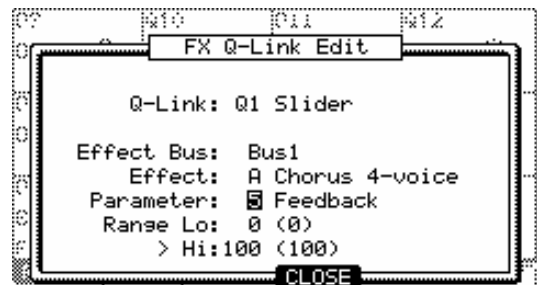 Q10 Q11 Q12
FX Q-Link Edit
Q-Link: Q1 Slider
Effect Bus: Bus1
Effect: A Chorus 4-voice
Parameter: 5 Feedback
Range Lo: 0 (0)
> Hi:100 (100)
CLOSE